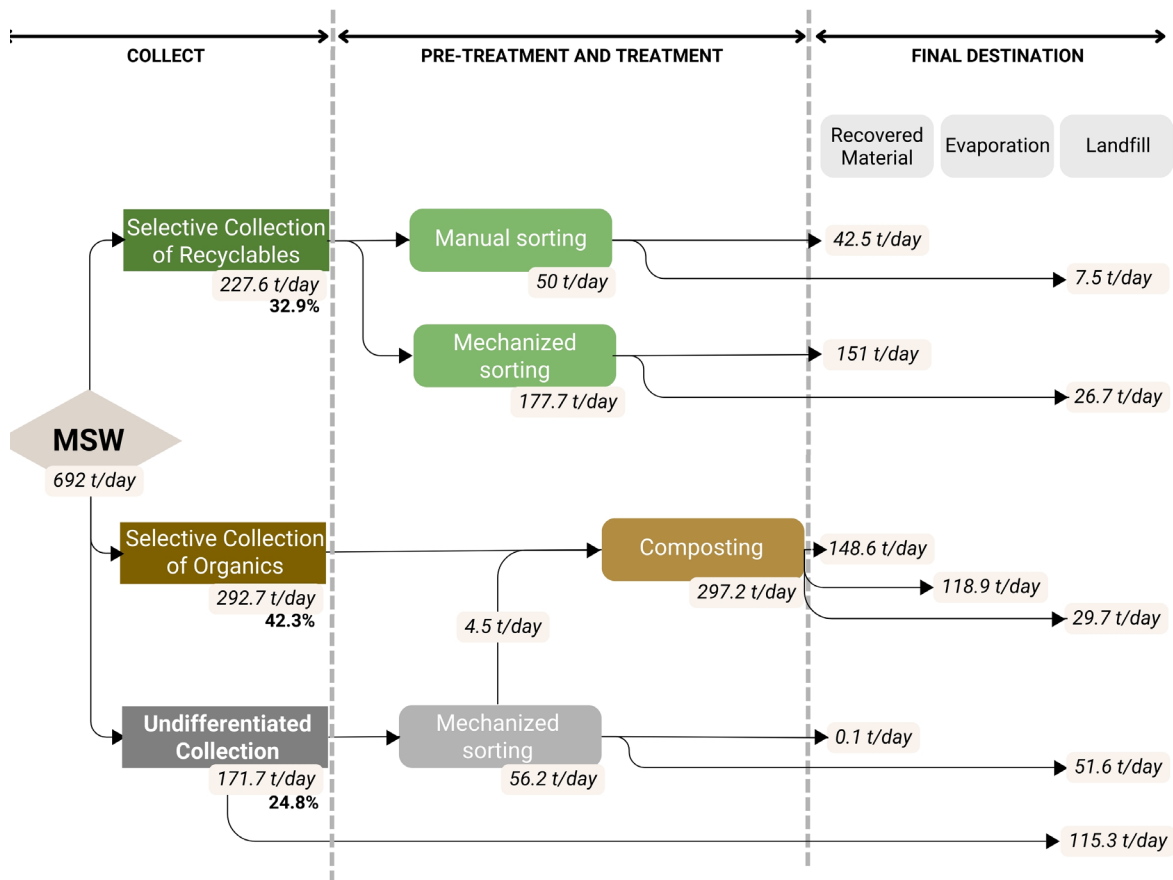 COLLECT
PRE-TREATMENT AND TREATMENT
FINAL DESTINATION
Recovered
Material
Evaporation
Landfill
Selective Collection
of Recyclables
227.6 t/day
32.9%
Manual sorting
50 t/day
42.5 t/day
7.5 t/day
Mechanized
sorting
177.7 t/day
151 t/day
26.7 t/day
MSW
692 t/day
Selective Collection
of Organics
292.7 t/day
42.3%
Composting
297.2 t/day
148.6 t/day
118.9 t/day
29.7 t/day
4.5 t/day
Undifferentiated
Collection
171.7 t/day
24.8%
Mechanized
sorting
56.2 t/day
0.1 t/day
51.6 t/day
115.3 t/day